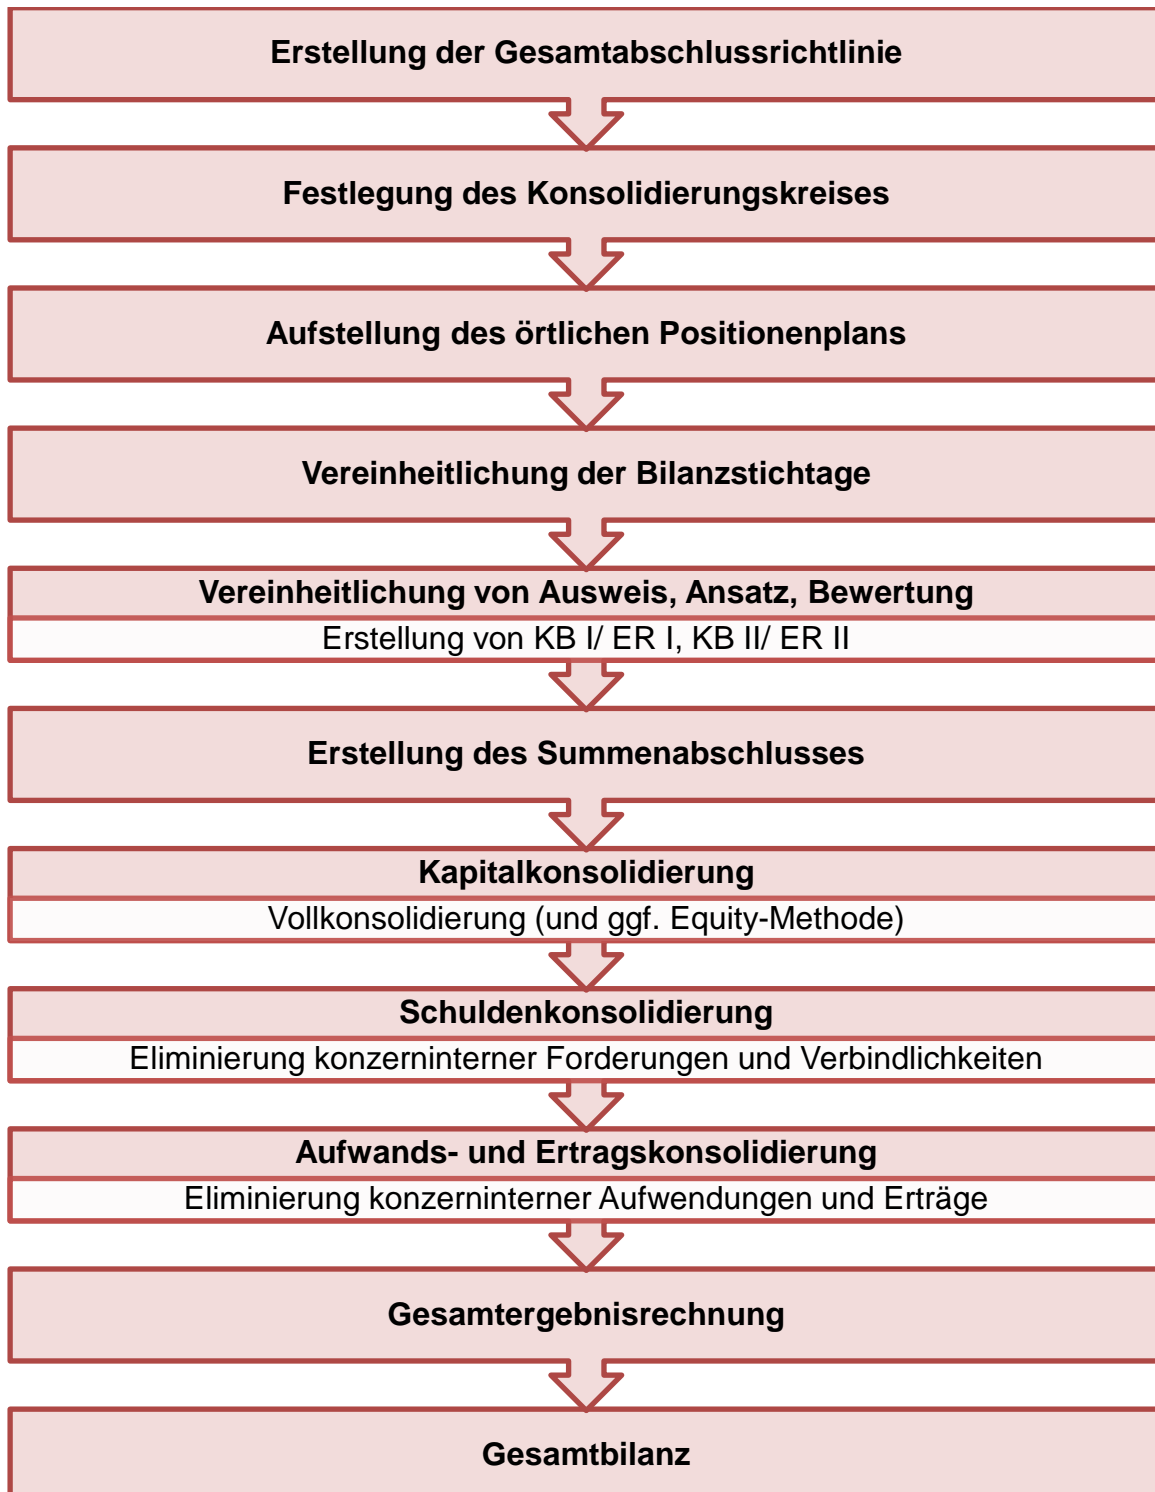 Erstellung der Gesamtabschlussrichtlinie
Festlegung des Konsolidierungskreises
Aufstellung des örtlichen Positionenplans
Vereinheitlichung der Bilanzstichtage
Vereinheitlichung von Ausweis, Ansatz, Bewertung
Erstellung von KB I/ ER I, KB II/ ER II
Erstellung des Summenabschlusses
Kapitalkonsolidierung
Vollkonsolidierung (und ggf. Equity-Methode)
Schuldenkonsolidierung
Eliminierung konzerninterner Forderungen und Verbindlichkeiten
Aufwands- und Ertragskonsolidierung
Eliminierung konzerninterner Aufwendungen und Erträge
Gesamtergebnisrechnung
Gesamtbilanz